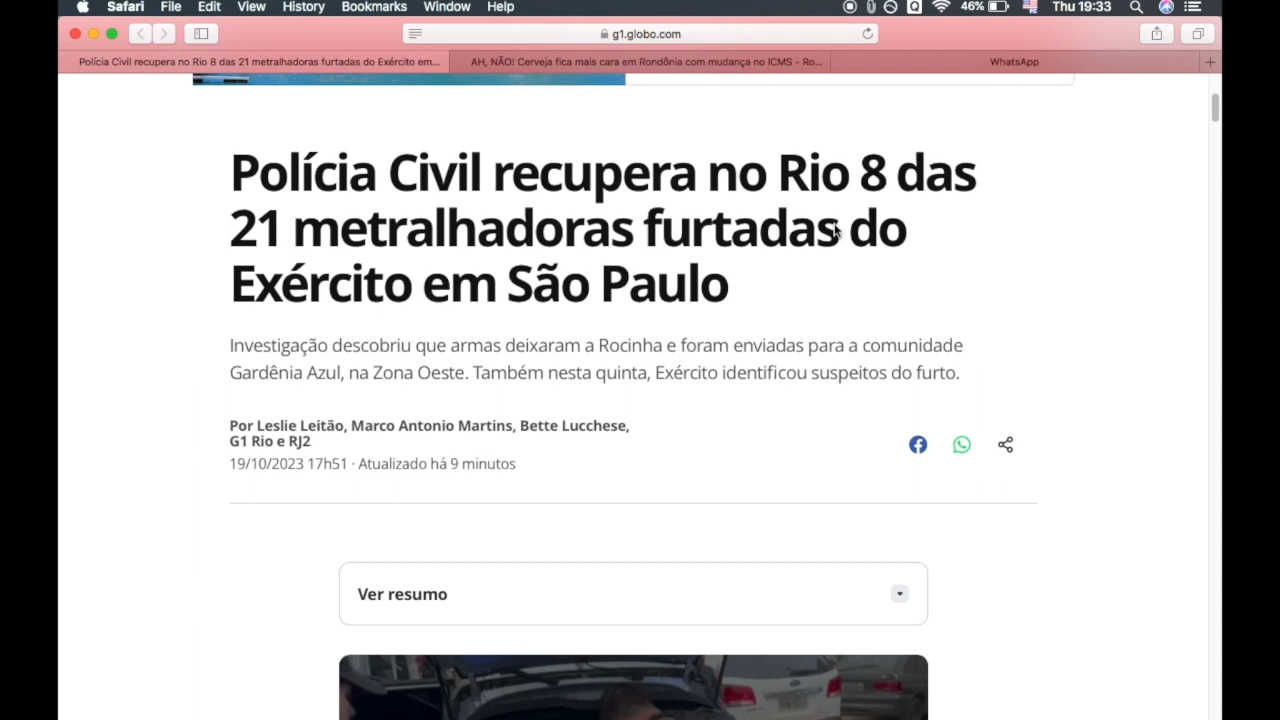 Safari File Edit View History Bookmarks Window Help 46% Thu 19:33
g1.globo.com
Polícia Civil recupera no Rio 8 das 21 metralhadoras furtadas do Exército em... AH, NÃO! Cerveja fica mais cara em Rondônia com mudança no ICMS - Ro... WhatsApp
Polícia Civil recupera no Rio 8 das
21 metralhadoras furtadas do
Exército em São Paulo
Investigação descobriu que armas deixaram a Rocinha e foram enviadas para a comunidade
Gardênia Azul, na Zona Oeste. Também nesta quinta, Exército identificou suspeitos do furto.
Por Leslie Leitão, Marco Antonio Martins, Bette Lucchese,
G1 Rio e RJ2
19/10/2023 17h51 · Atualizado há 9 minutos
Ver resumo